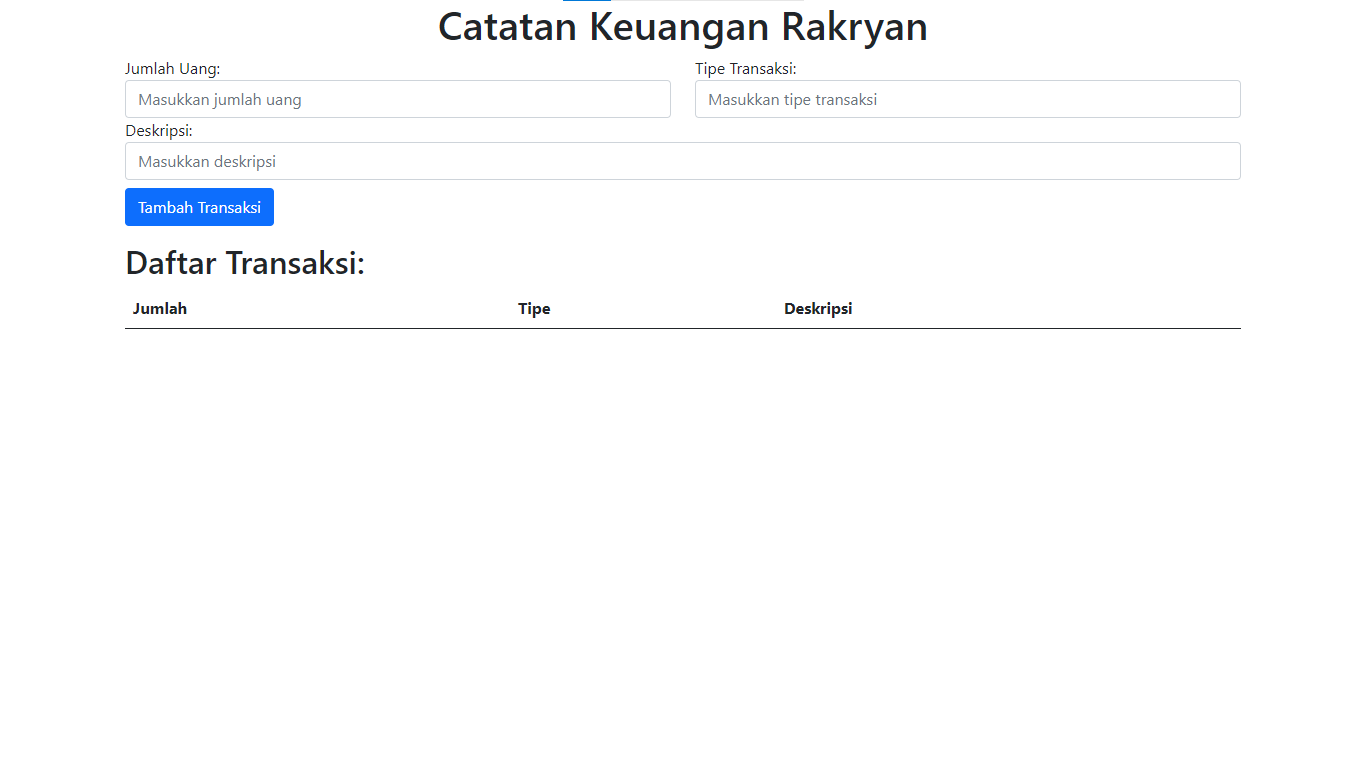 Catatan Keuangan Rakryan
Jumlah Uang: Tipe Transaksi:
Masukkan jumlah uang Masukkan tipe transaksi
Deskripsi:
Masukkan deskripsi
Tambah Transaksi
Daftar Transaksi:
Jumlah Tipe Deskripsi